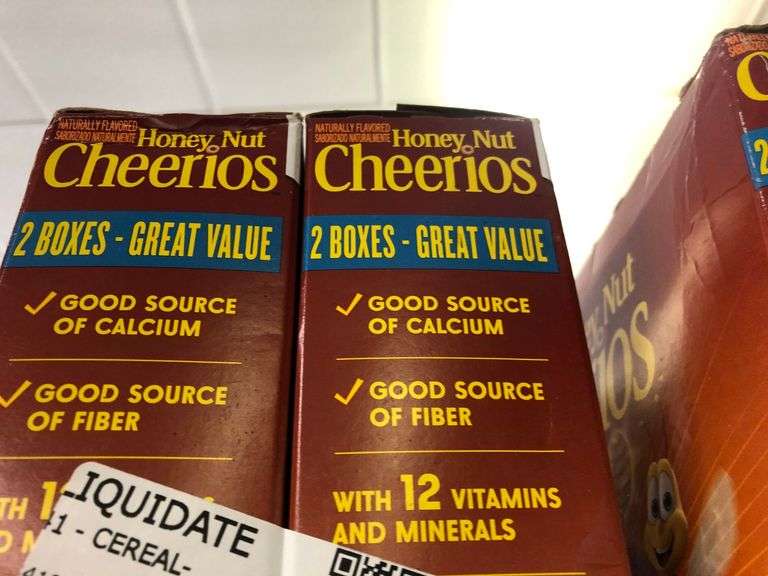 NATURALLY FLAVORED
SABORIZADO NATURALMENTE
Honey Nut
Cheerios
2 BOXES - GREAT VALUE
✓ GOOD SOURCE
OF CALCIUM
✓ GOOD SOURCE
OF FIBER
LIQUIDATE
1 - CEREAL-
NATURALLY FLAVORED
SABORIZADO NATURALMENTE
Honey Nut
Cheerios
2 BOXES - GREAT VALUE
✓ GOOD SOURCE
OF CALCIUM
✓ GOOD SOURCE
OF FIBER
WITH 12 VITAMINS
AND MINERALS
Nut